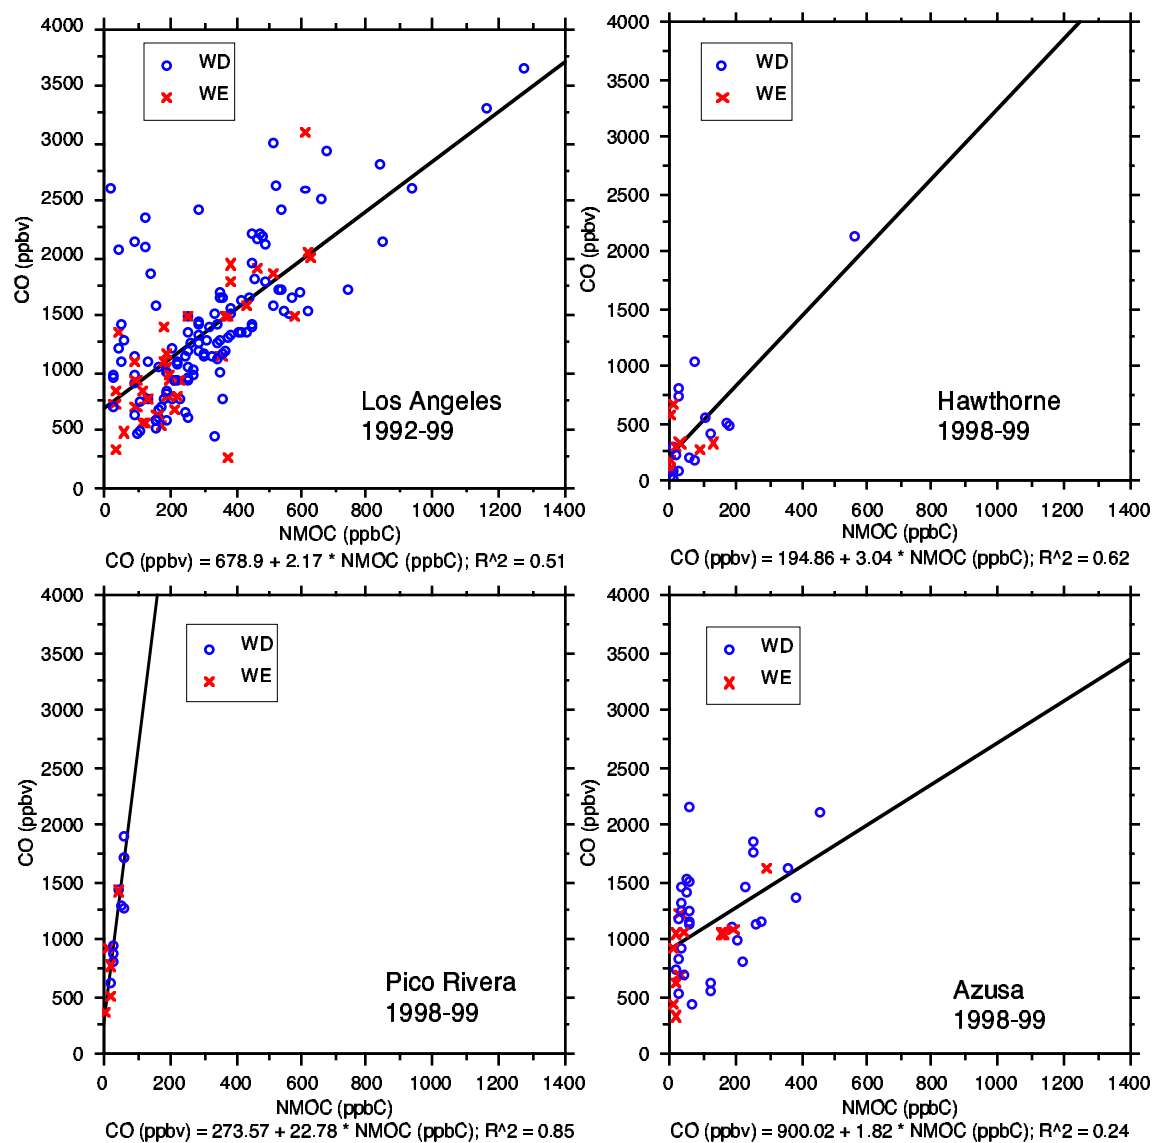 4000
3500
3000
2500
2000
1500
1000
500
0
CO (ppbv)
WD
WE
Los Angeles
1992-99
0 200 400 600 800 1000 1200 1400
NMOC (ppbC)
CO (ppbv) = 678.9 + 2.17 * NMOC (ppbC); R^2 = 0.51
4000
3500
3000
2500
2000
1500
1000
500
0
CO (ppbv)
WD
WE
Hawthorne
1998-99
0 200 400 600 800 1000 1200 1400
NMOC (ppbC)
CO (ppbv) = 194.86 + 3.04 * NMOC (ppbC); R^2 = 0.62
4000
3500
3000
2500
2000
1500
1000
500
0
CO (ppbv)
WD
WE
Pico Rivera
1998-99
0 200 400 600 800 1000 1200 1400
NMOC (ppbC)
CO (ppbv) = 273.57 + 22.78 * NMOC (ppbC); R^2 = 0.85
4000
3500
3000
2500
2000
1500
1000
500
0
CO (ppbv)
WD
WE
Azusa
1998-99
0 200 400 600 800 1000 1200 1400
NMOC (ppbC)
CO (ppbv) = 900.02 + 1.82 * NMOC (ppbC); R^2 = 0.24